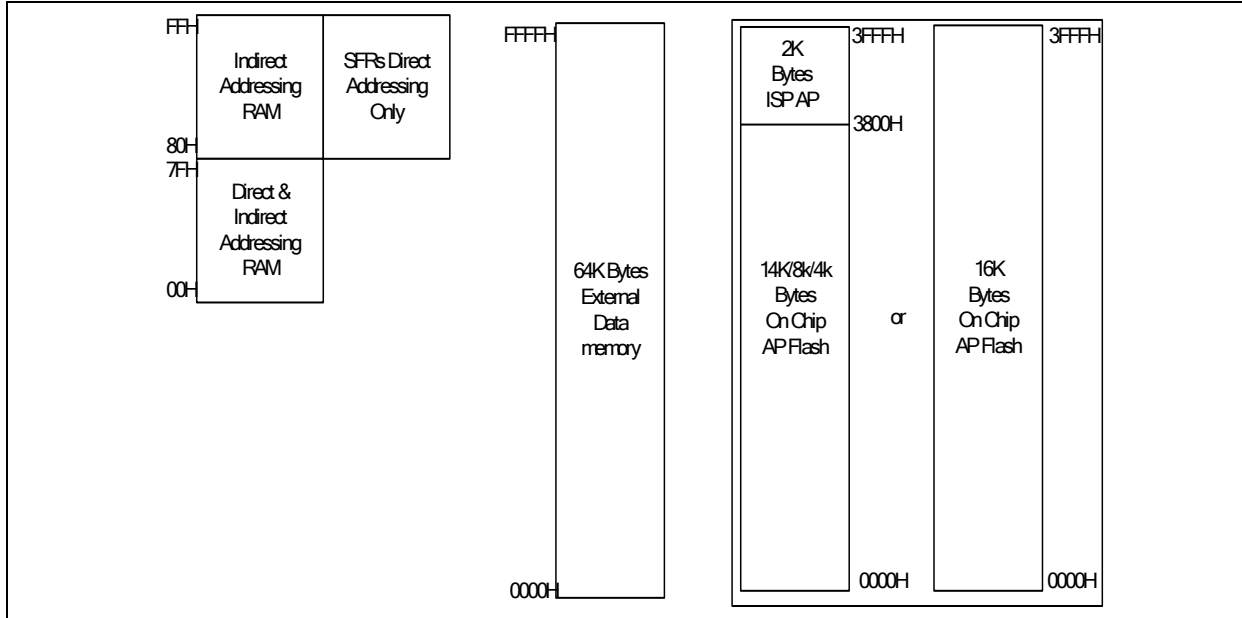 FFH
Indirect
Addressing
RAM
SFRs Direct
Addressing
Only
80H
7FH
Direct &
Indirect
Addressing
RAM
00H
FFFFH
64K Bytes
External
Data
memory
0000H
2K
Bytes
ISP AP
3FFFH
3800H
14K/8k/4k
Bytes
On Chip
AP Flash
0000H
or
3FFFH
16K
Bytes
On Chip
AP Flash
0000H